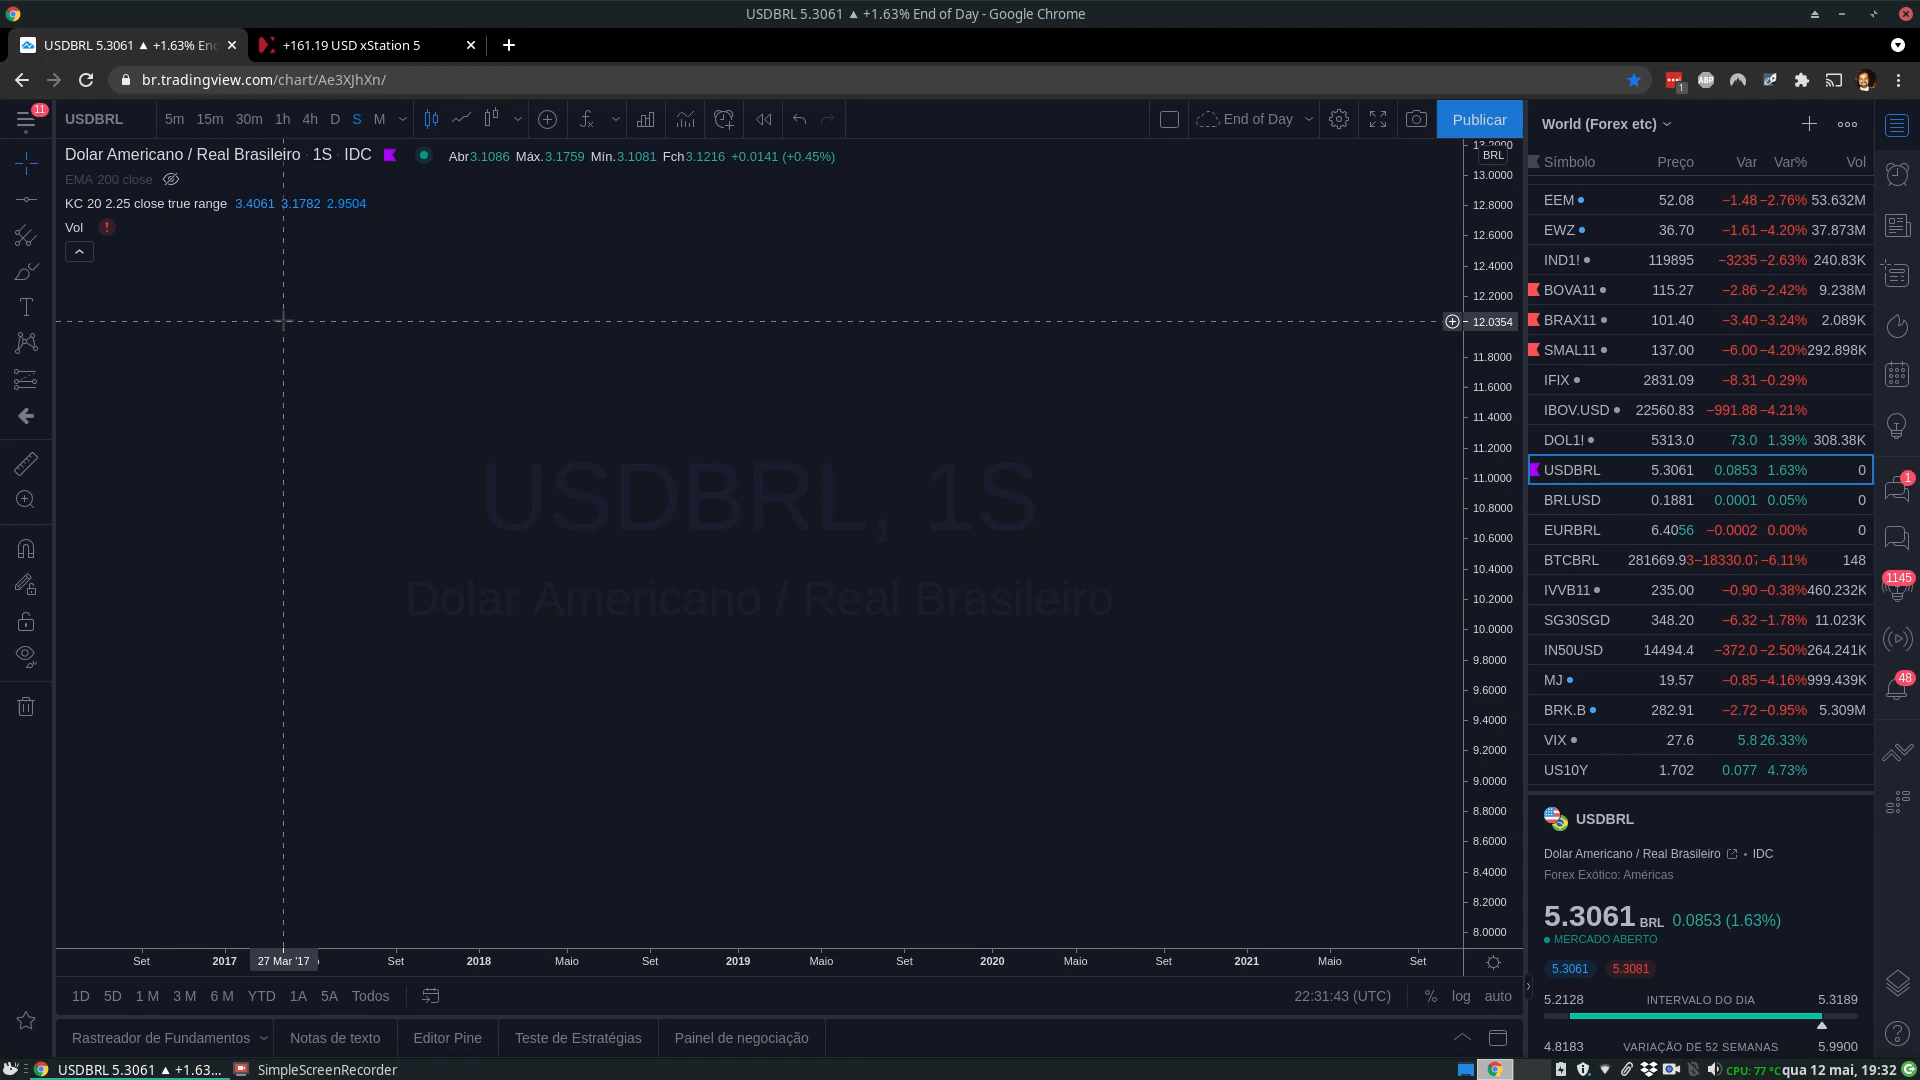 USDBRL 5.3061 ▲ +1.63% End of Day - Google Chrome
USDBRL 5.3061 ▲ +1.63% End
+161.19 USD xStation 5
br.tradingview.com/chart/Ae3XJhXn/
1
ABP
11
USDBRL 5m 15m 30m 1h 4h D S M End of Day Publicar
Dolar Americano / Real Brasileiro 1S IDC Abr3.1086 Máx.3.1759 Mín.3.1081 Fch3.1216 +0.0141 (+0.45%)
EMA 200 close
KC 20 2.25 close true range 3.4061 3.1782 2.9504
Vol !
USDBRL, 1S
Dolar Americano / Real Brasileiro
13.2000
BRL
13.0000
12.8000
12.6000
12.4000
12.2000
12.0354
11.8000
11.6000
11.4000
11.2000
11.0000
10.8000
10.6000
10.4000
10.2000
10.0000
9.8000
9.6000
9.4000
9.2000
9.0000
8.8000
8.6000
8.4000
8.2000
8.0000
Set 2017 27 Mar '17 Set 2018 Maio Set 2019 Maio Set 2020 Maio Set 2021 Maio Set
1D 5D 1 M 3 M 6 M YTD 1A 5A Todos 22:31:43 (UTC) % log auto
Rastreador de Fundamentos Notas de texto Editor Pine Teste de Estratégias Painel de negociação
World (Forex etc)
Símbolo Preço Var Var% Vol
EEM 52.08 −1.48 −2.76% 53.632M
EWZ 36.70 −1.61 −4.20% 37.873M
IND1! 119895 −3235 −2.63% 240.83K
BOVA11 115.27 −2.86 −2.42% 9.238M
BRAX11 101.40 −3.40 −3.24% 2.089K
SMAL11 137.00 −6.00 −4.20% 292.898K
IFIX 2831.09 −8.31 −0.29%
IBOV.USD 22560.83 −991.88 −4.21%
DOL1! 5313.0 73.0 1.39% 308.38K
USDBRL 5.3061 0.0853 1.63% 0
BRLUSD 0.1881 0.0001 0.05% 0
EURBRL 6.4056 −0.0002 0.00% 0
BTCBRL 281669.93 −18330.07 −6.11% 148
IVVB11 235.00 −0.90 −0.38% 460.232K
SG30SGD 348.20 −6.32 −1.78% 11.023K
IN50USD 14494.4 −372.0 −2.50% 264.241K
MJ 19.57 −0.85 −4.16% 999.439K
BRK.B 282.91 −2.72 −0.95% 5.309M
VIX 27.6 5.8 26.33%
US10Y 1.702 0.077 4.73%
USDBRL
Dolar Americano / Real Brasileiro • IDC
Forex Exótico: Américas
5.3061 BRL 0.0853 (1.63%)
MERCADO ABERTO
5.3061 5.3081
5.2128 INTERVALO DO DIA 5.3189
4.8183 VARIAÇÃO DE 52 SEMANAS 5.9900
1
1145
48
USDBRL 5.3061 ▲ +1.63... SimpleScreenRecorder CPU: 77 °C qua 12 mai, 19:32